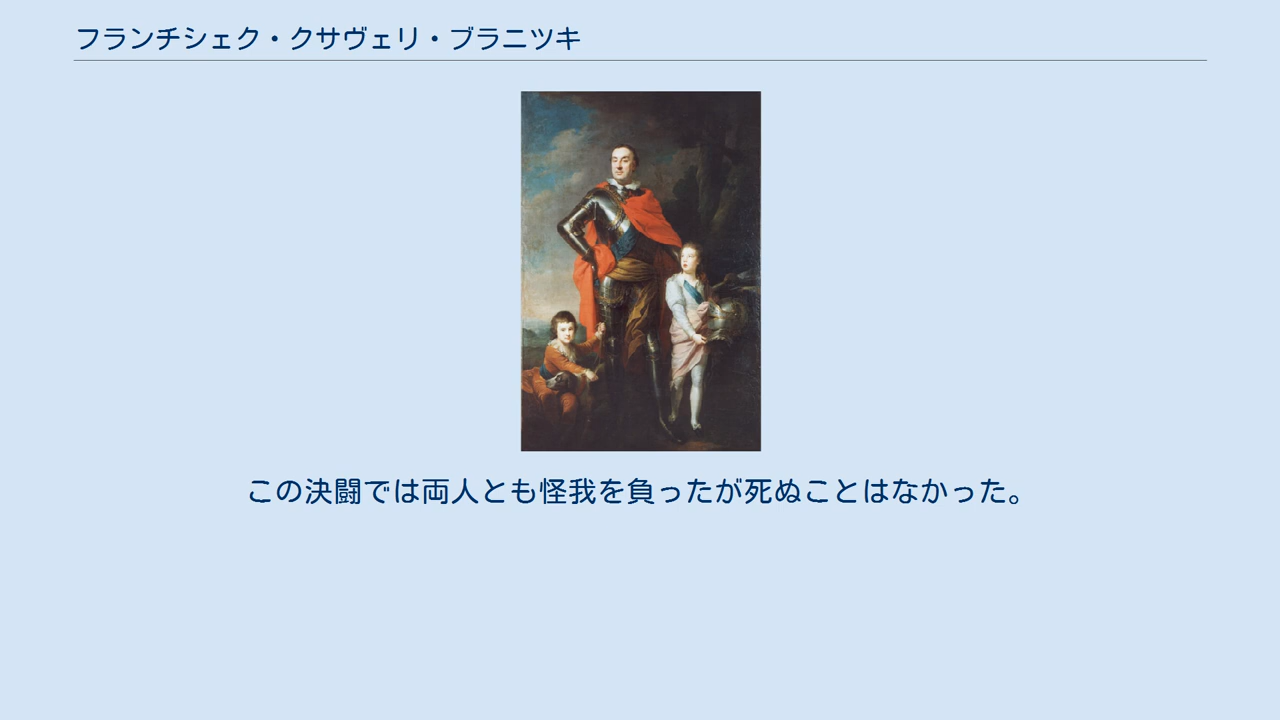 フランチシェク・クサヴェリ・ブラニツキ
この決闘では両人とも怪我を負ったが死ぬことはなかった。